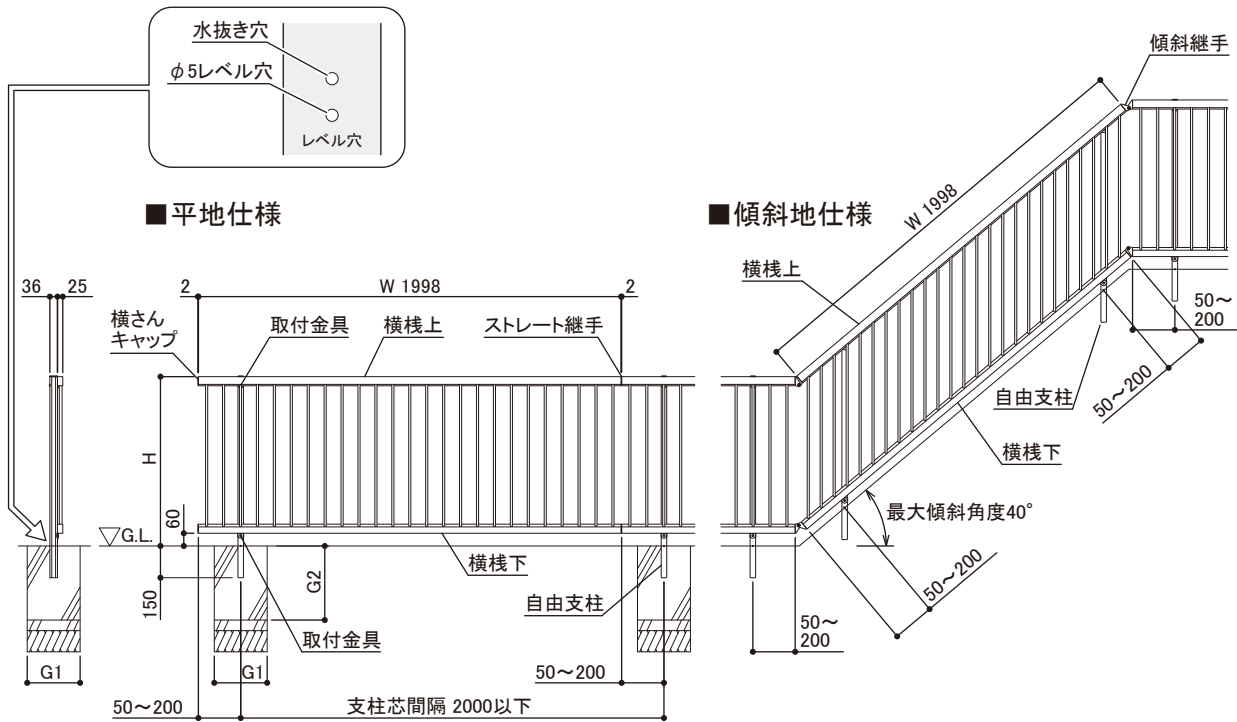 水抜き穴
φ5レベル穴
レベル穴
■平地仕様
36
25
2
W 1998
2
横さん
キャップ
取付金具
横桟上
ストレート継手
H
60
G.L.
150
G2
横桟下
自由支柱
取付金具
G1
G1
50～200
50～200
支柱芯間隔 2000以下
■傾斜地仕様
傾斜継手
W 1998
横桟上
50～
200
自由支柱
50～200
横桟下
最大傾斜角度40°
50～200
50～
200